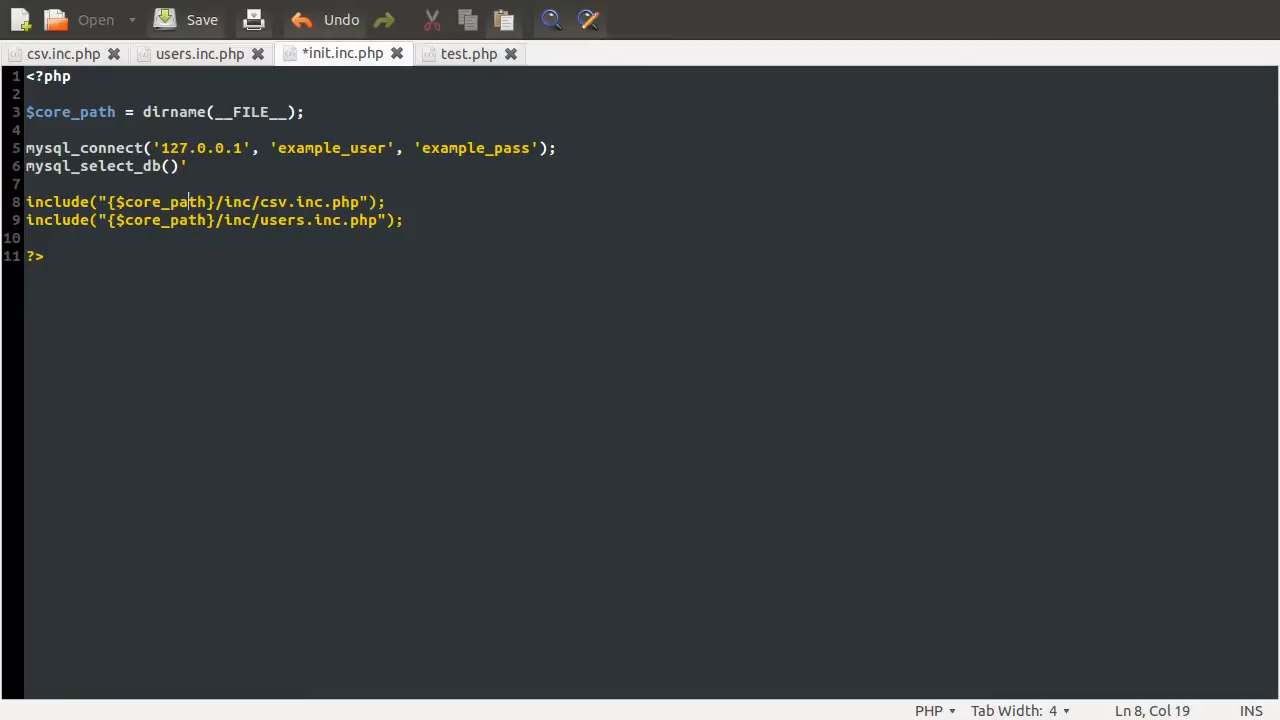 Open Save Undo
csv.inc.php users.inc.php *init.inc.php test.php
1 <?php
2
3 $core_path = dirname(__FILE__);
4
5 mysql_connect('127.0.0.1', 'example_user', 'example_pass');
6 mysql_select_db()'
7
8 include("{$core_path}/inc/csv.inc.php");
9 include("{$core_path}/inc/users.inc.php");
10
11 ?>
PHP Tab Width: 4 Ln 8, Col 19 INS